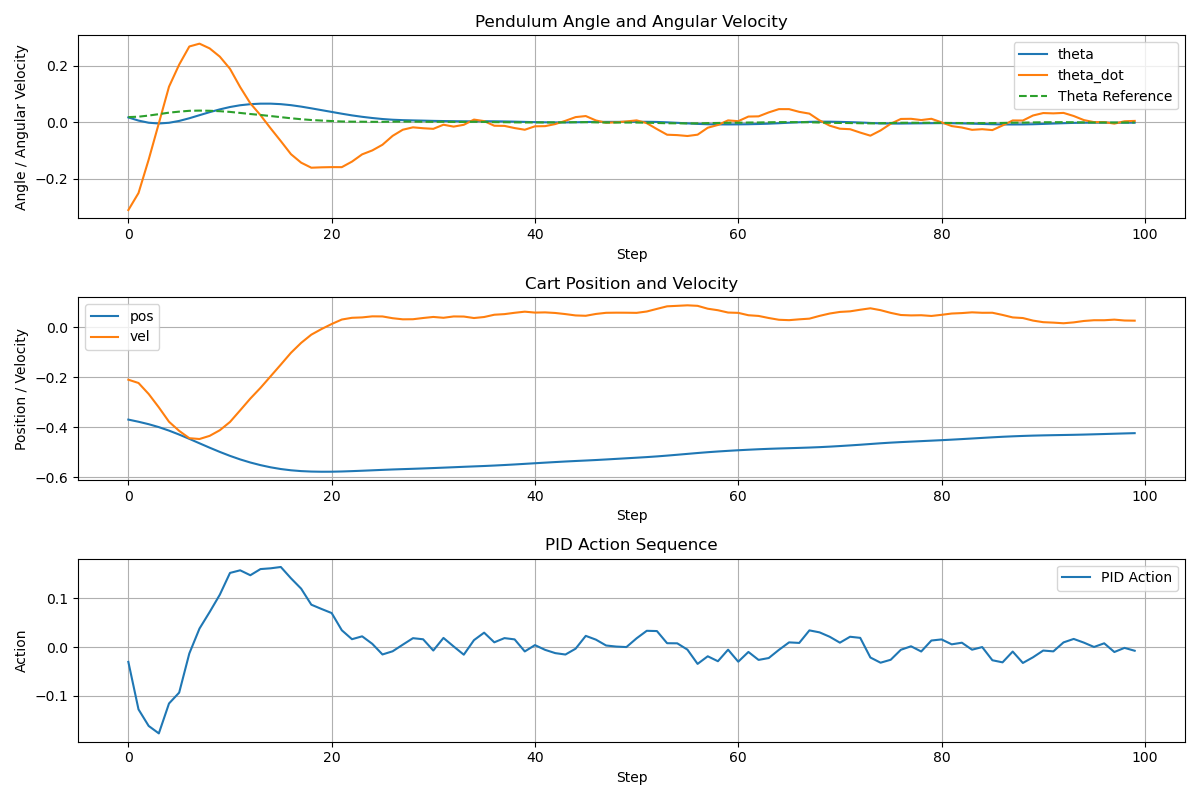 Pendulum Angle and Angular Velocity
Angle / Angular Velocity
0.2
0.0
−0.2
theta
theta_dot
Theta Reference
0 20 40 60 80 100
Step
Cart Position and Velocity
Position / Velocity
0.0
−0.2
−0.4
−0.6
pos
vel
0 20 40 60 80 100
Step
PID Action Sequence
Action
0.1
0.0
−0.1
PID Action
0 20 40 60 80 100
Step